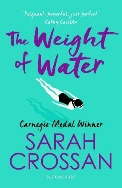 'Poignant, powerful, just perfect'
Cathy Cassidy
The Weight of
Water
Carnegie Medal Winner
SARAH
CROSSAN
BLOOMSBURY